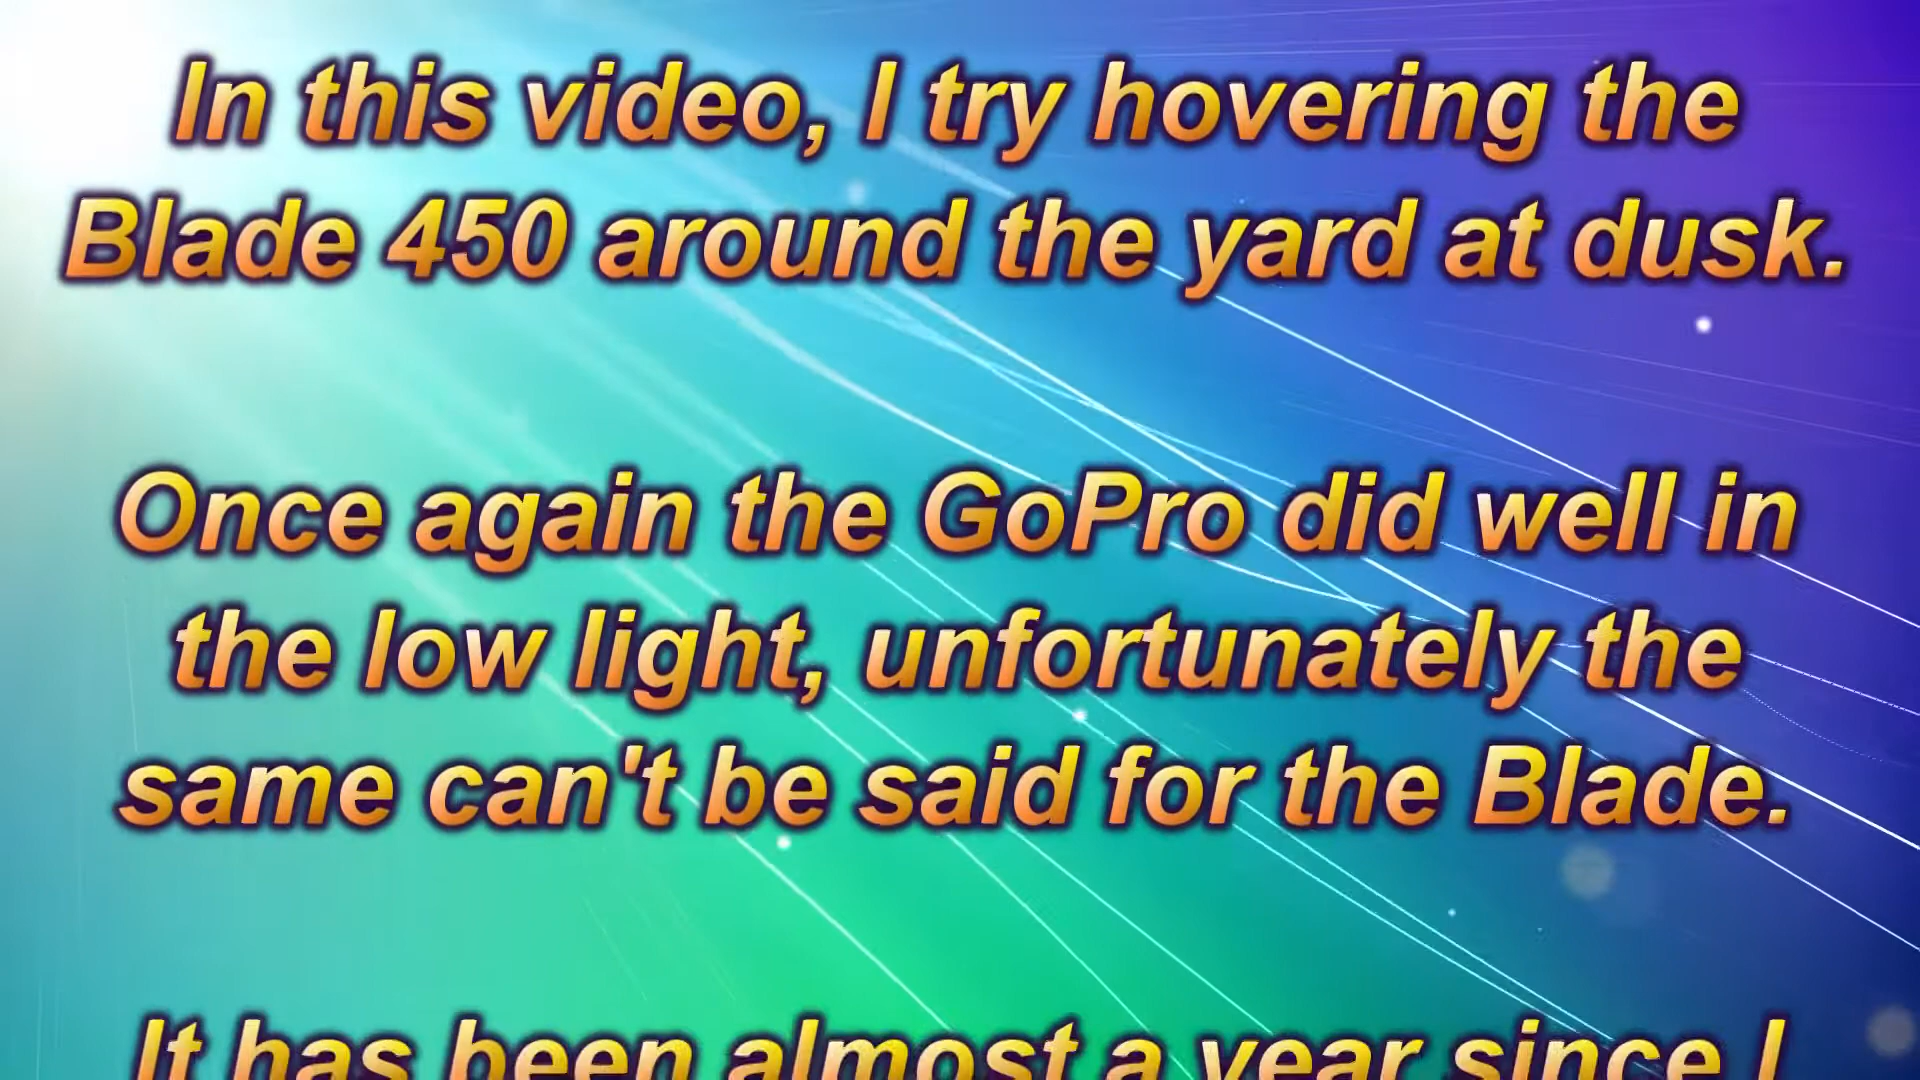 In this video, I try hovering the
Blade 450 around the yard at dusk.
Once again the GoPro did well in
the low light, unfortunately the
same can't be said for the Blade.
It has been almost a year since I